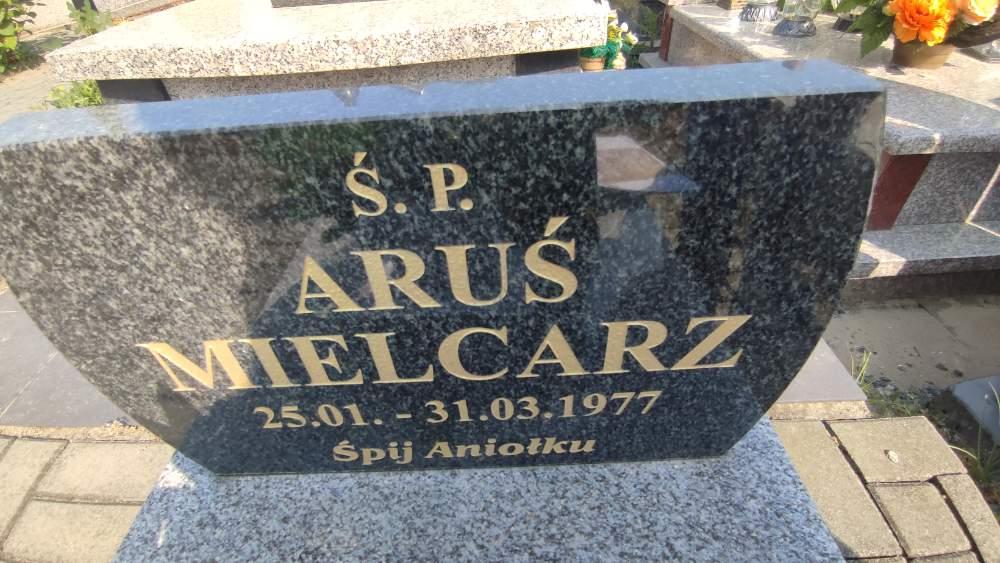 Ś. P.
ARUŚ
MIELCARZ
25.01. - 31.03.1977
Śpij Aniołku